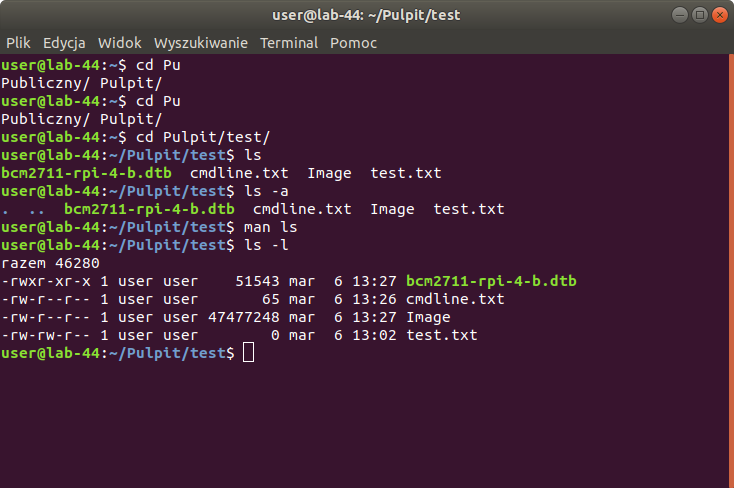 user@lab-44: ~/Pulpit/test
Plik Edycja Widok Wyszukiwanie Terminal Pomoc
user@lab-44:~$ cd Pu
Publiczny/ Pulpit/
user@lab-44:~$ cd Pu
Publiczny/ Pulpit/
user@lab-44:~$ cd Pulpit/test/
user@lab-44:~/Pulpit/test$ ls
bcm2711-rpi-4-b.dtb  cmdline.txt  Image  test.txt
user@lab-44:~/Pulpit/test$ ls -a
.  ..  bcm2711-rpi-4-b.dtb  cmdline.txt  Image  test.txt
user@lab-44:~/Pulpit/test$ man ls
user@lab-44:~/Pulpit/test$ ls -l
razem 46280
-rwxr-xr-x 1 user user    51543 mar  6 13:27 bcm2711-rpi-4-b.dtb
-rw-r--r-- 1 user user       65 mar  6 13:26 cmdline.txt
-rw-r--r-- 1 user user 47477248 mar  6 13:27 Image
-rw-rw-r-- 1 user user        0 mar  6 13:02 test.txt
user@lab-44:~/Pulpit/test$